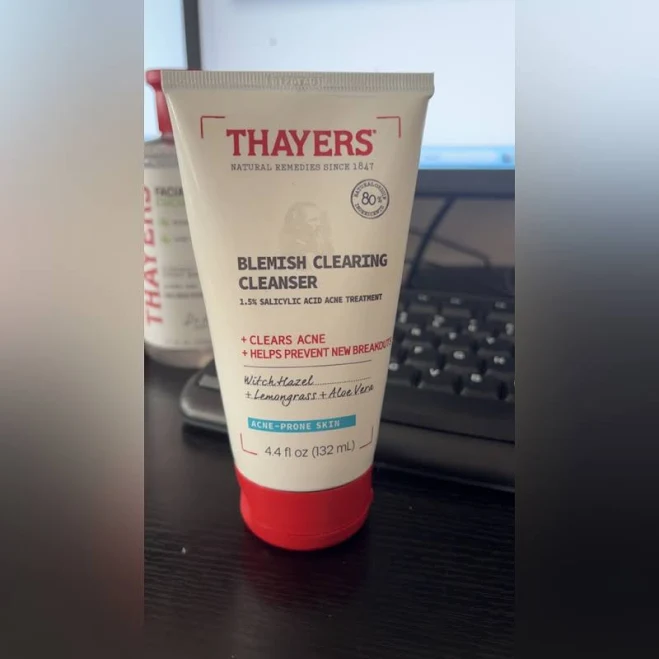 THAYERS
NATURAL REMEDIES SINCE 1847
80%
BLEMISH CLEARING
CLEANSER
1.5% SALICYLIC ACID ACNE TREATMENT
+ CLEARS ACNE
+ HELPS PREVENT NEW BREAKOUTS
Witch Hazel
+ Lemongrass + Aloe Vera
ACNE-PRONE SKIN
4.4 fl oz (132 mL)
THAYERS
FACIAL